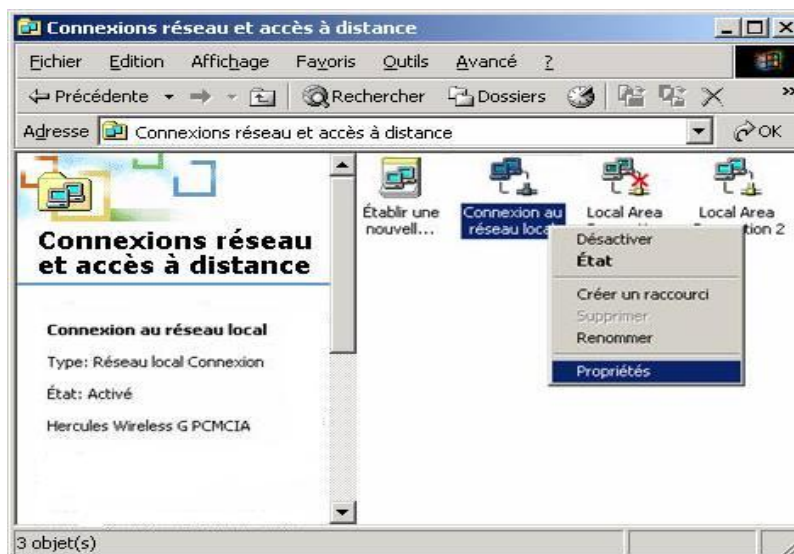 Connexions réseau et accès à distance
Fichier Edition Affichage Favoris Outils Avancé ?
Précédente Rechercher Dossiers »
Adresse Connexions réseau et accès à distance OK
Connexions réseau
et accès à distance
Connexion au réseau local
Type: Réseau local Connexion
État: Activé
Hercules Wireless G PCMCIA
Établir une
nouvell...
Connexion au
réseau local
Local Area
Local Area
2
Désactiver
État
Créer un raccourci
Supprimer
Renommer
Propriétés
3 objet(s)